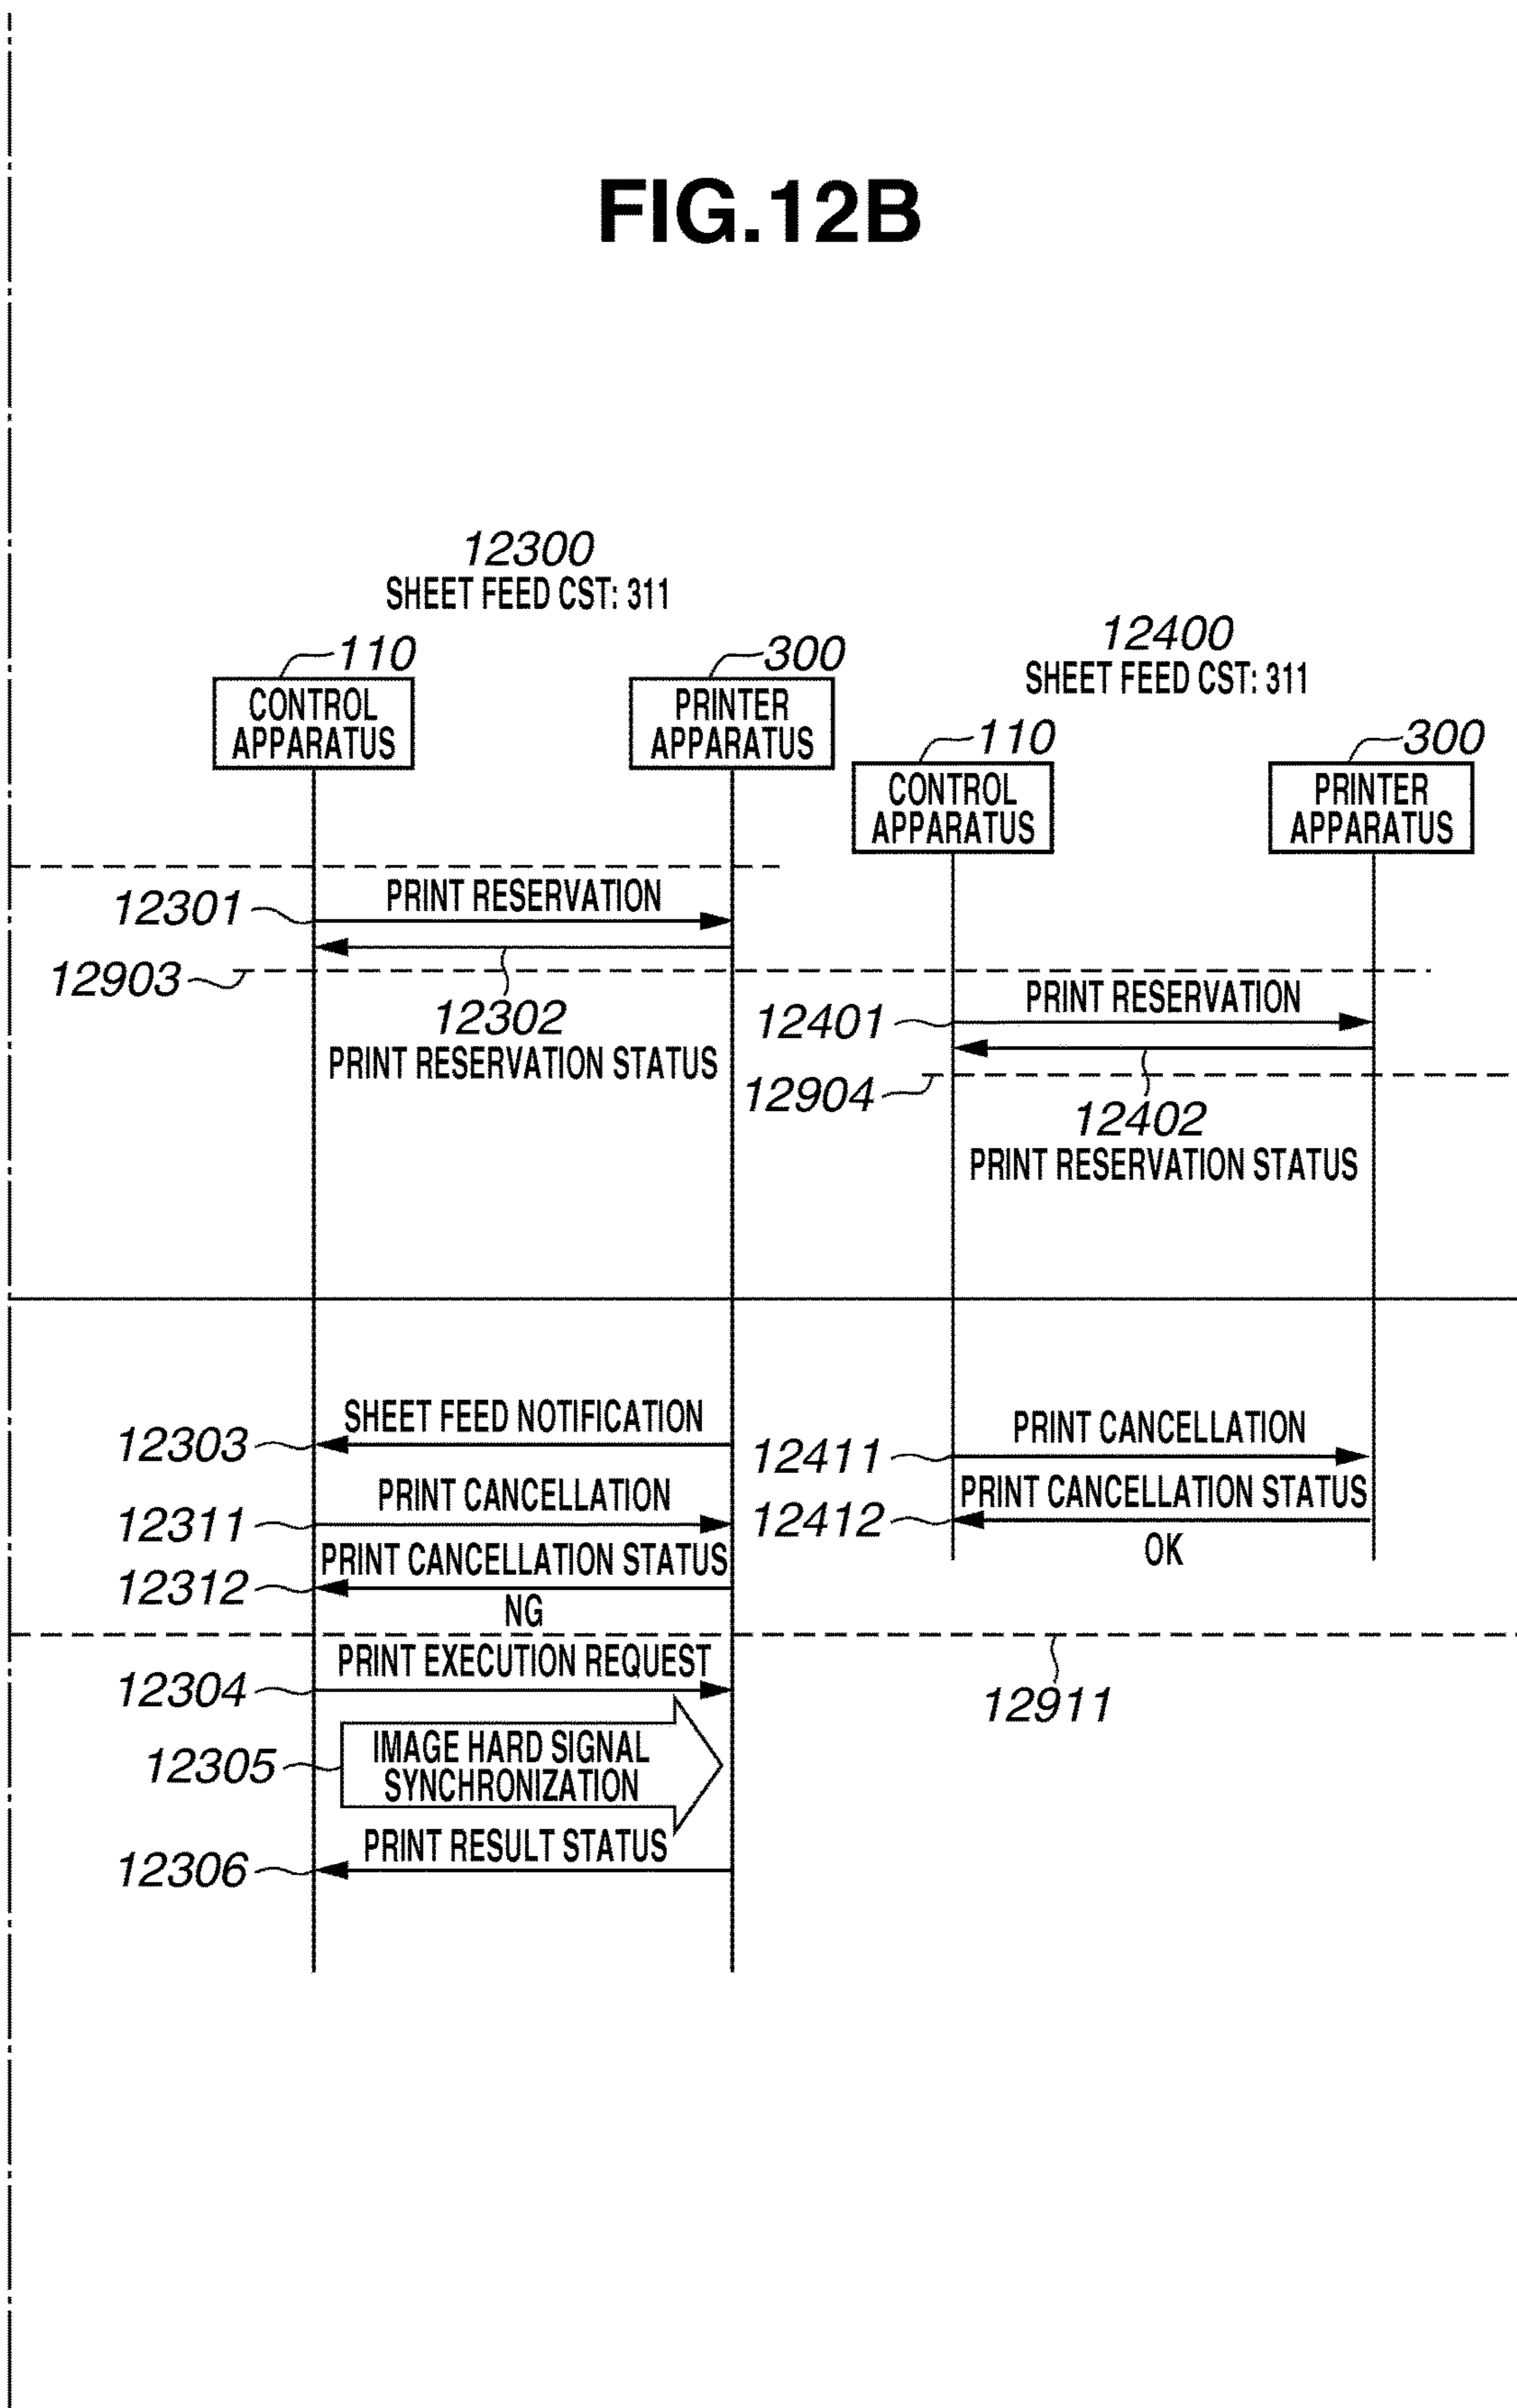 FIG.12B
12300
SHEET FEED CST: 311
110
300
CONTROL
APPARATUS
PRINTER
APPARATUS
12400
SHEET FEED CST: 311
110
300
CONTROL
APPARATUS
PRINTER
APPARATUS
12301
PRINT RESERVATION
12903
12302
PRINT RESERVATION STATUS
12401
PRINT RESERVATION
12904
12402
PRINT RESERVATION STATUS
12303
SHEET FEED NOTIFICATION
12311
PRINT CANCELLATION
PRINT CANCELLATION STATUS
12312
NG
12411
PRINT CANCELLATION
PRINT CANCELLATION STATUS
12412
OK
12911
PRINT EXECUTION REQUEST
12304
12305
IMAGE HARD SIGNAL
SYNCHRONIZATION
PRINT RESULT STATUS
12306